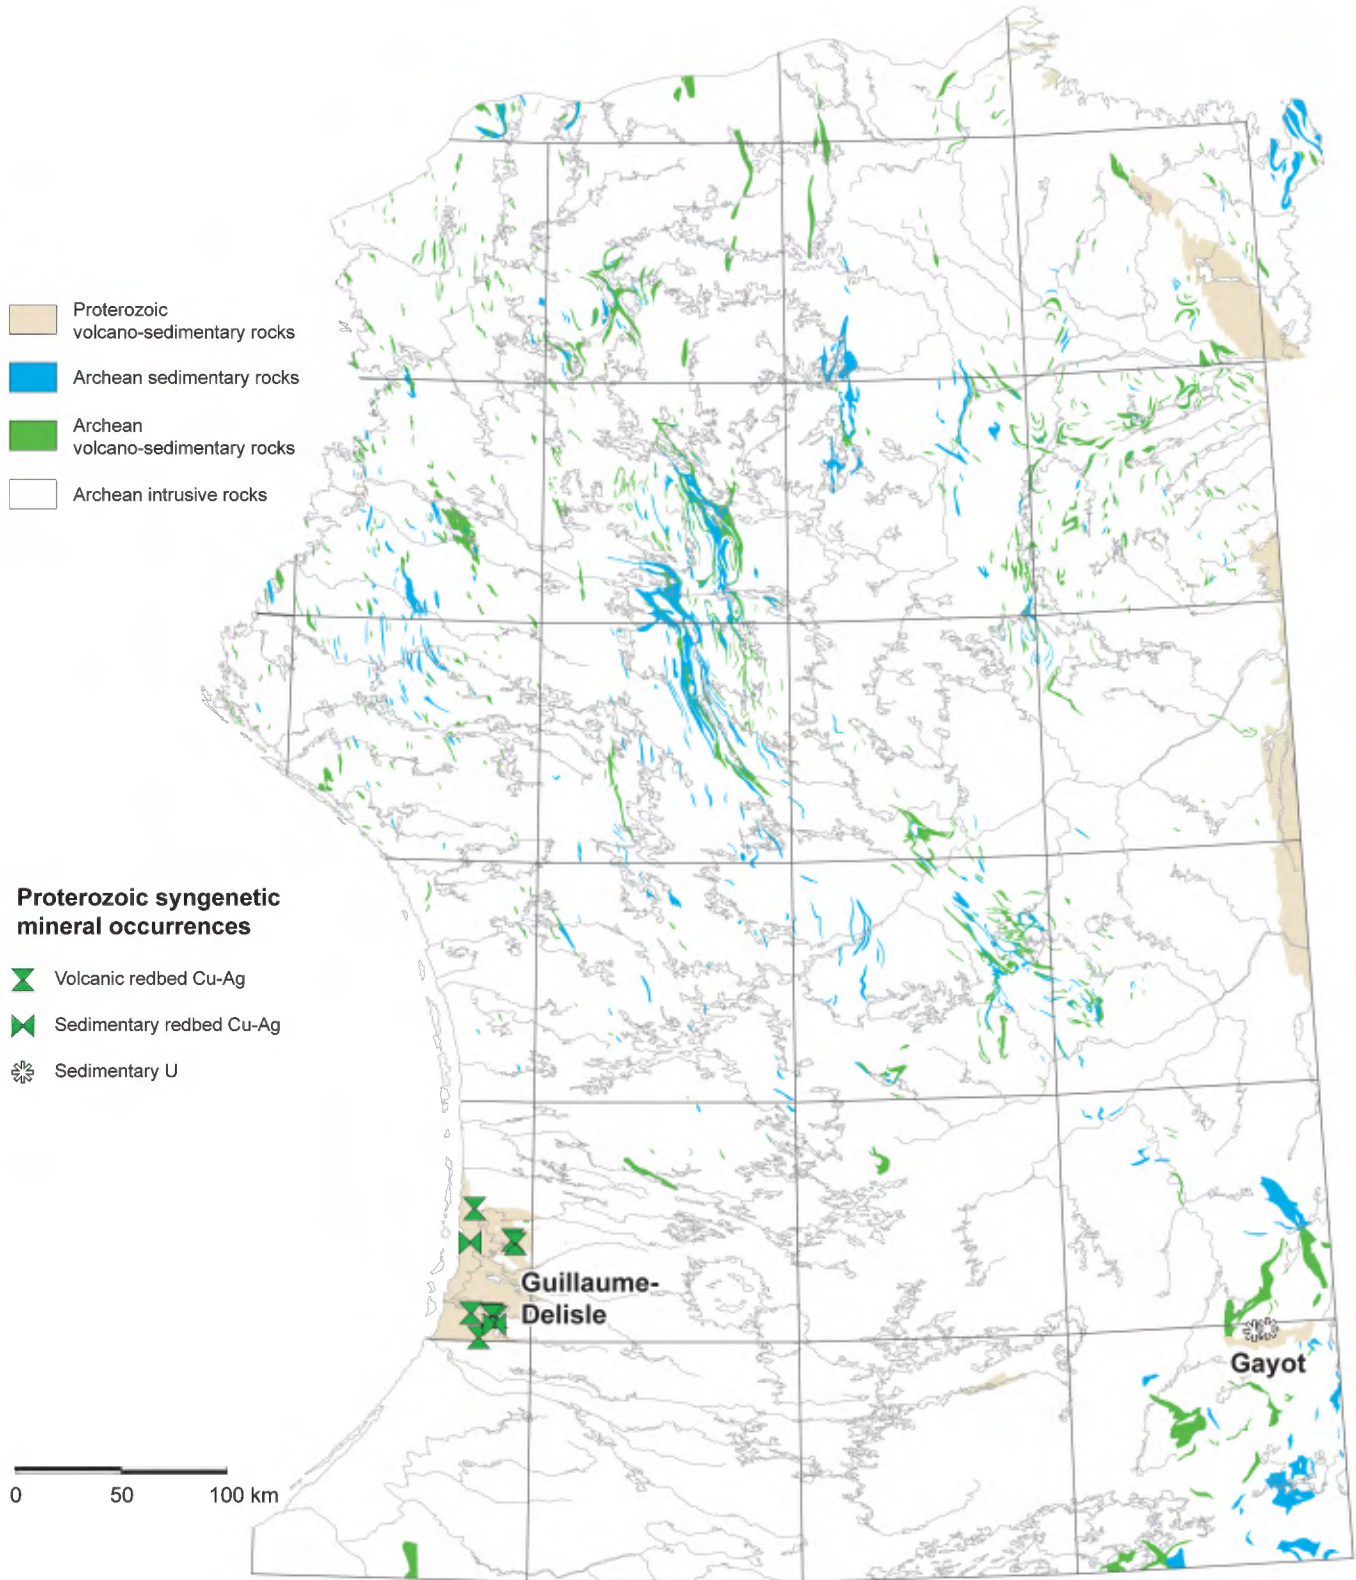 Proterozoic
volcano-sedimentary rocks
Archean sedimentary rocks
Archean
volcano-sedimentary rocks
Archean intrusive rocks
Proterozoic syngenetic
mineral occurrences
Volcanic redbed Cu-Ag
Sedimentary redbed Cu-Ag
Sedimentary U
Guillaume-
Delisle
Gayot
0 50 100 km